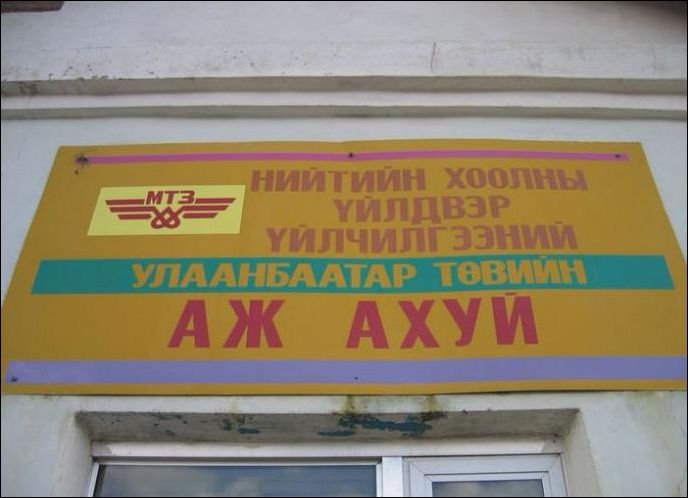 МТЗ
НИЙТИЙН ХООЛНЫ
ҮЙЛДВЭР
ҮЙЛЧИЛГЭЭНИЙ
УЛААНБААТАР ТӨВИЙН
АЖ АХУЙ